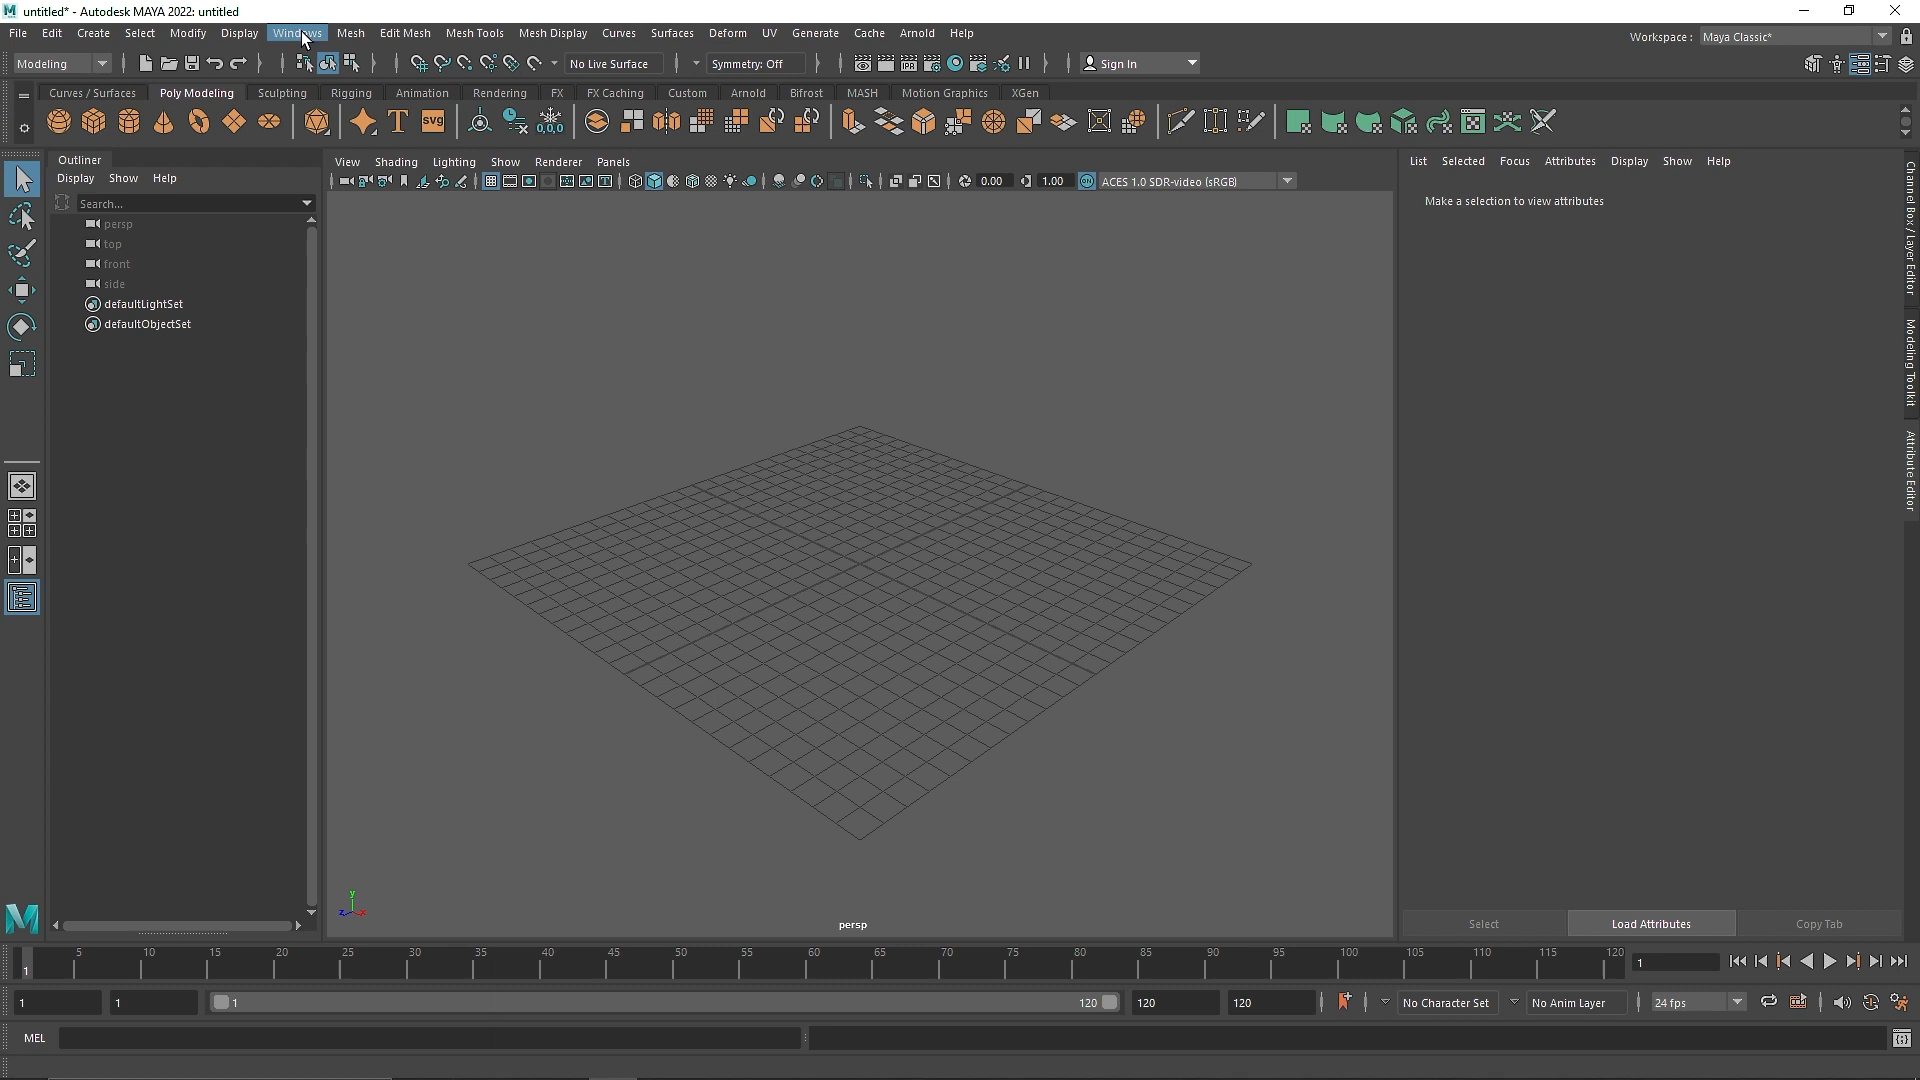 untitled* - Autodesk MAYA 2022: untitled
File Edit Create Select Modify Display Windows Mesh Edit Mesh Mesh Tools Mesh Display Curves Surfaces Deform UV Generate Cache Arnold Help
Workspace : Maya Classic*
Modeling No Live Surface Symmetry: Off Sign In
Curves / Surfaces Poly Modeling Sculpting Rigging Animation Rendering FX FX Caching Custom Arnold Bifrost MASH Motion Graphics XGen
T svg 0,0,0
Outliner
Display Show Help
Search...
persp
top
front
side
defaultLightSet
defaultObjectSet
View Shading Lighting Show Renderer Panels
0.00 1.00 ON ACES 1.0 SDR-video (sRGB)
y
z x
persp
List Selected Focus Attributes Display Show Help
Make a selection to view attributes
Select Load Attributes Copy Tab
Channel Box / Layer Editor
Modeling Toolkit
Attribute Editor
1 5 10 15 20 25 30 35 40 45 50 55 60 65 70 75 80 85 90 95 100 105 110 115 120 1
1 1 1 120 120 120 No Character Set No Anim Layer 24 fps
MEL